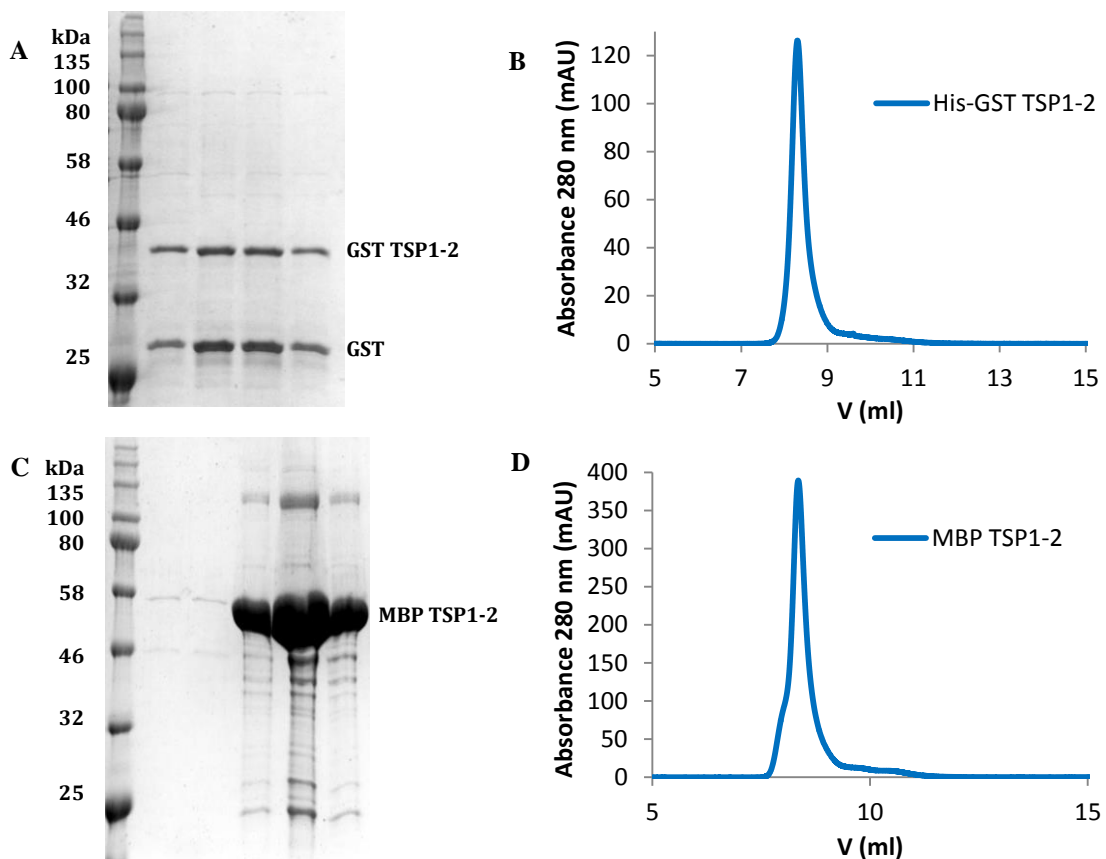 A
kDa
135
100
80
58
46
32
25
GST TSP1-2
GST
B
Absorbance 280 nm (mAU)
120
100
80
60
40
20
0
5 7 9 11 13 15
V (ml)
His-GST TSP1-2
C
kDa
135
100
80
58
46
32
25
MBP TSP1-2
D
Absorbance 280 nm (mAU)
400
350
300
250
200
150
100
50
0
5 10 15
V (ml)
MBP TSP1-2